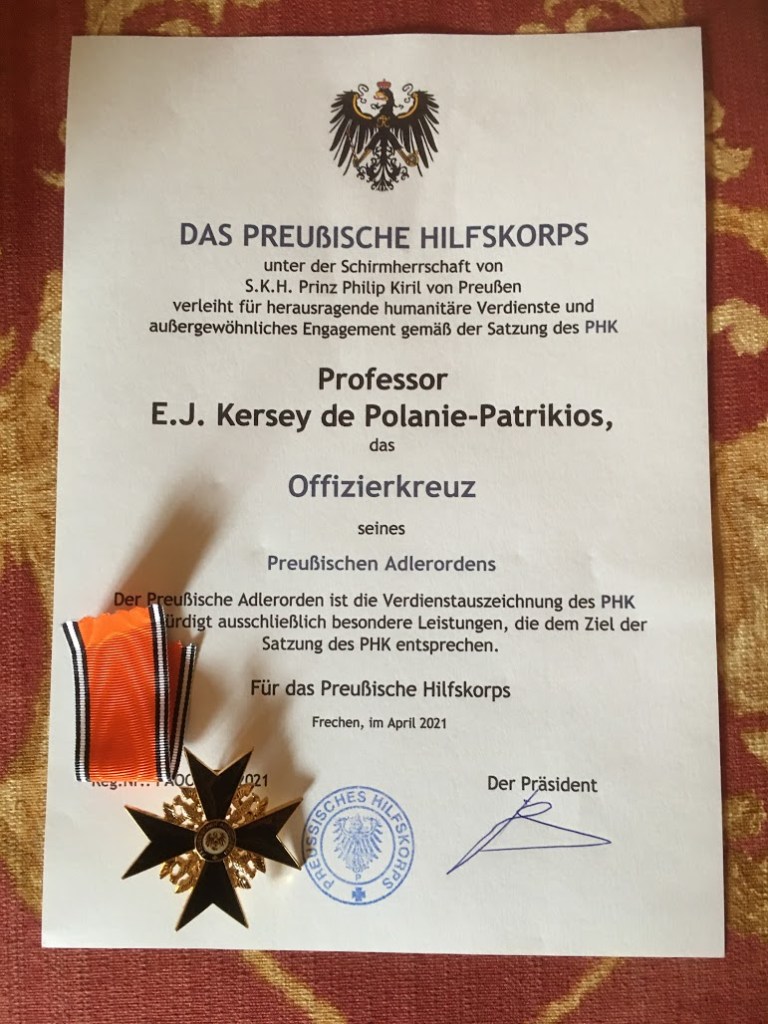 DAS PREUßISCHE HILFSKORPS
unter der Schirmherrschaft von
S.K.H. Prinz Philip Kiril von Preußen
verleiht für herausragende humanitäre Verdienste und
außergewöhnliches Engagement gemäß der Satzung des PHK
Professor
E.J. Kersey de Polanie-Patrikios,
das
Offizierkreuz
seines
Preußischen Adlerordens
Der Preußische Adlerorden ist die Verdienstauszeichnung des PHK
ürdigt ausschließlich besondere Leistungen, die dem Ziel der
Satzung des PHK entsprechen.
Für das Preußische Hilfskorps
Frechen, im April 2021
2021
Der Präsident
PREUSSISCHES HILFSKORPS